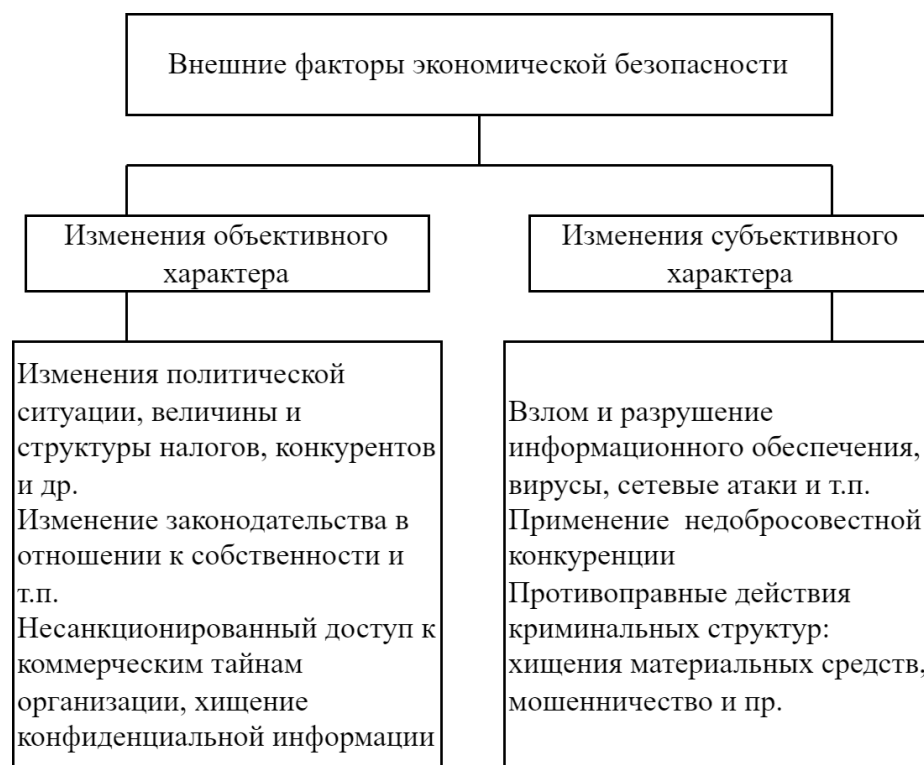 Внешние факторы экономической безопасности
Изменения объективного
характера
Изменения субъективного
характера
Изменения политической
ситуации, величины и
структуры налогов, конкурентов
и др.
Изменение законодательства в
отношении к собственности и
т.п.
Несанкционированный доступ к
коммерческим тайнам
организации, хищение
конфиденциальной информации
Взлом и разрушение
информационного обеспечения,
вирусы, сетевые атаки и т.п.
Применение  недобросовестной
конкуренции
Противоправные действия
криминальных структур:
хищения материальных средств,
мошенничество и пр.